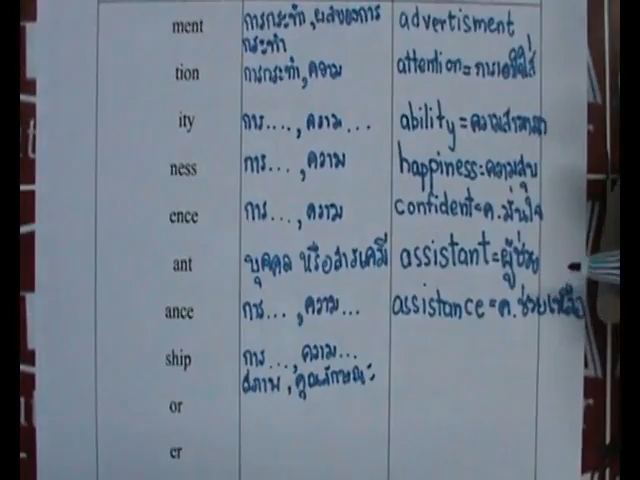 ment การกระทำ, ผลของการ advertisment
กระทำ
tion การกระทำ, ความ attention = การเอาใจใส่
ity การ..., ความ... ability = ความสามารถ
ness การ..., ความ happiness = ความสุข
ence การ..., ความ confident = ค.มั่นใจ
ant บุคคล หรือสารเคมี assistant = ผู้ช่วย
ance การ..., ความ... assistance = ค.ช่วยเหลือ
ship การ..., ความ...
สภาพ, คุณลักษณะ
or
er